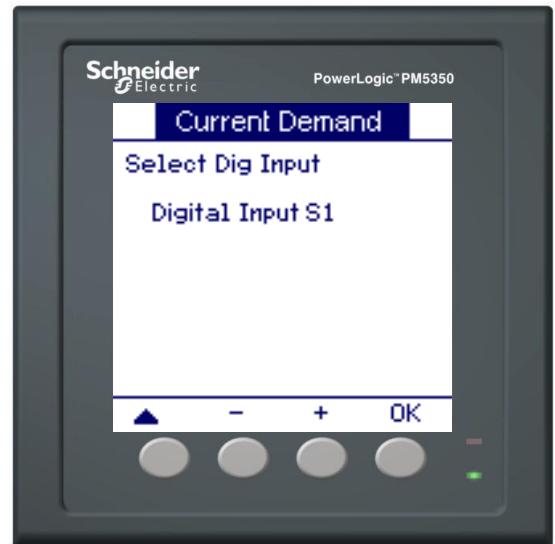 Schneider
Electric
PowerLogic™ PM5350
Current Demand
Select Dig Input
Digital Input S1
- + OK